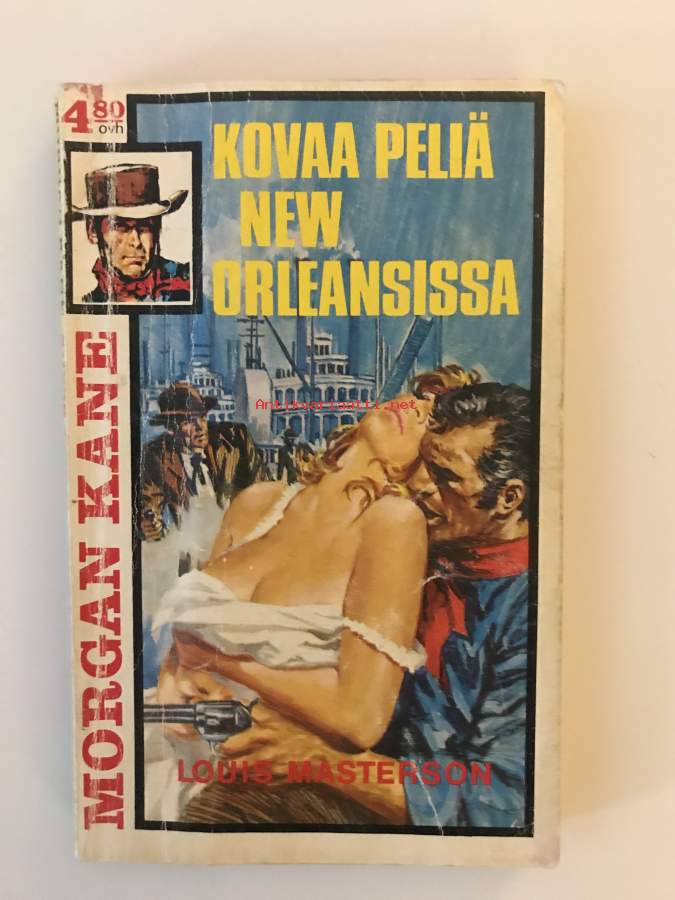 4 80
ovh
KOVAA PELIÄ
NEW
ORLEANSISSA
Antikvariaatti.net
MORGAN KANE
LOUIS MASTERSON